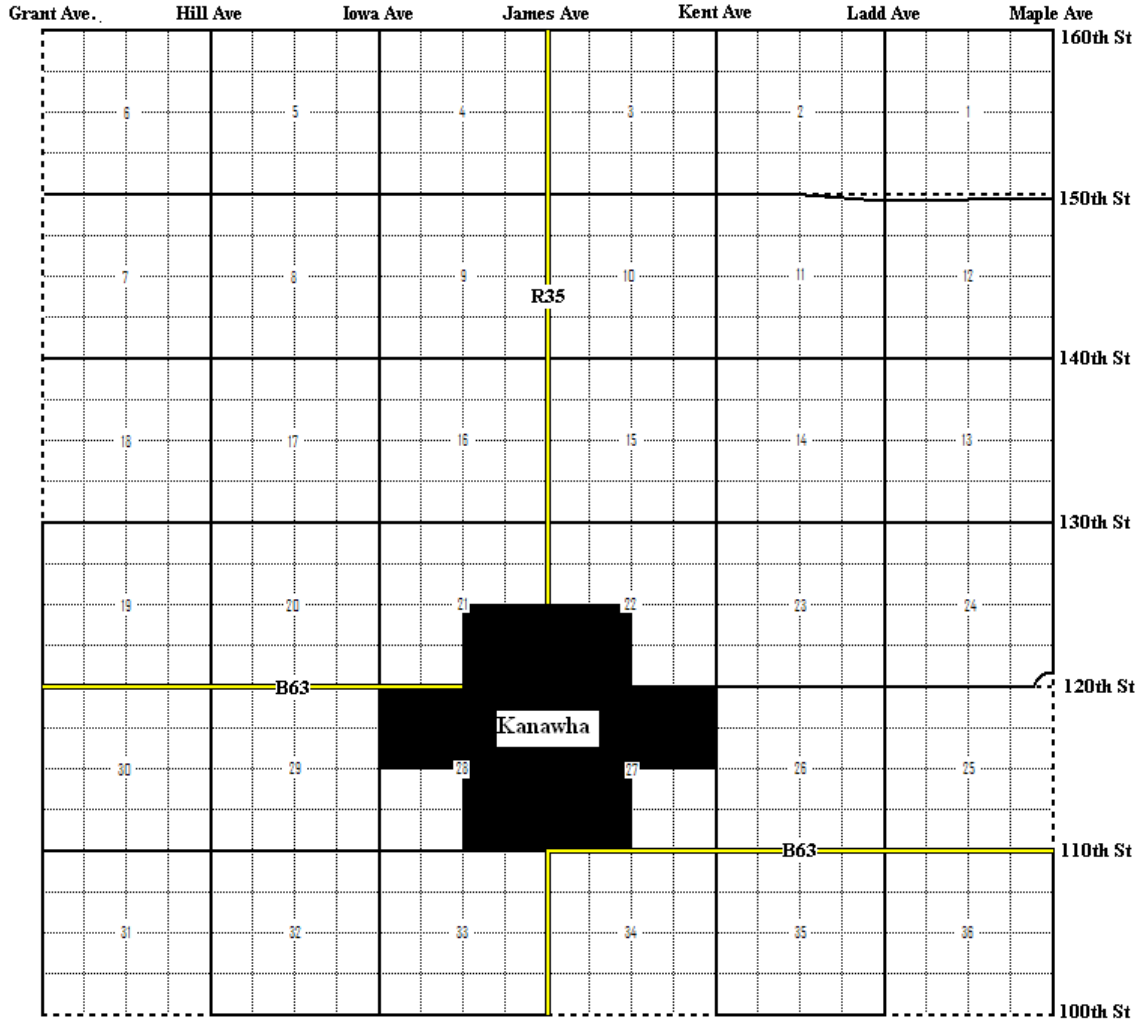 Grant Ave. Hill Ave Iowa Ave James Ave Kent Ave Ladd Ave Maple Ave
160th St
6 5 4 3 2 1
150th St
7 8 9 10 11 12
R35
140th St
18 17 16 15 14 13
130th St
19 20 21 22 23 24
B63 120th St
Kanawha
30 29 28 27 26 25
B63 110th St
31 32 33 34 35 36
100th St